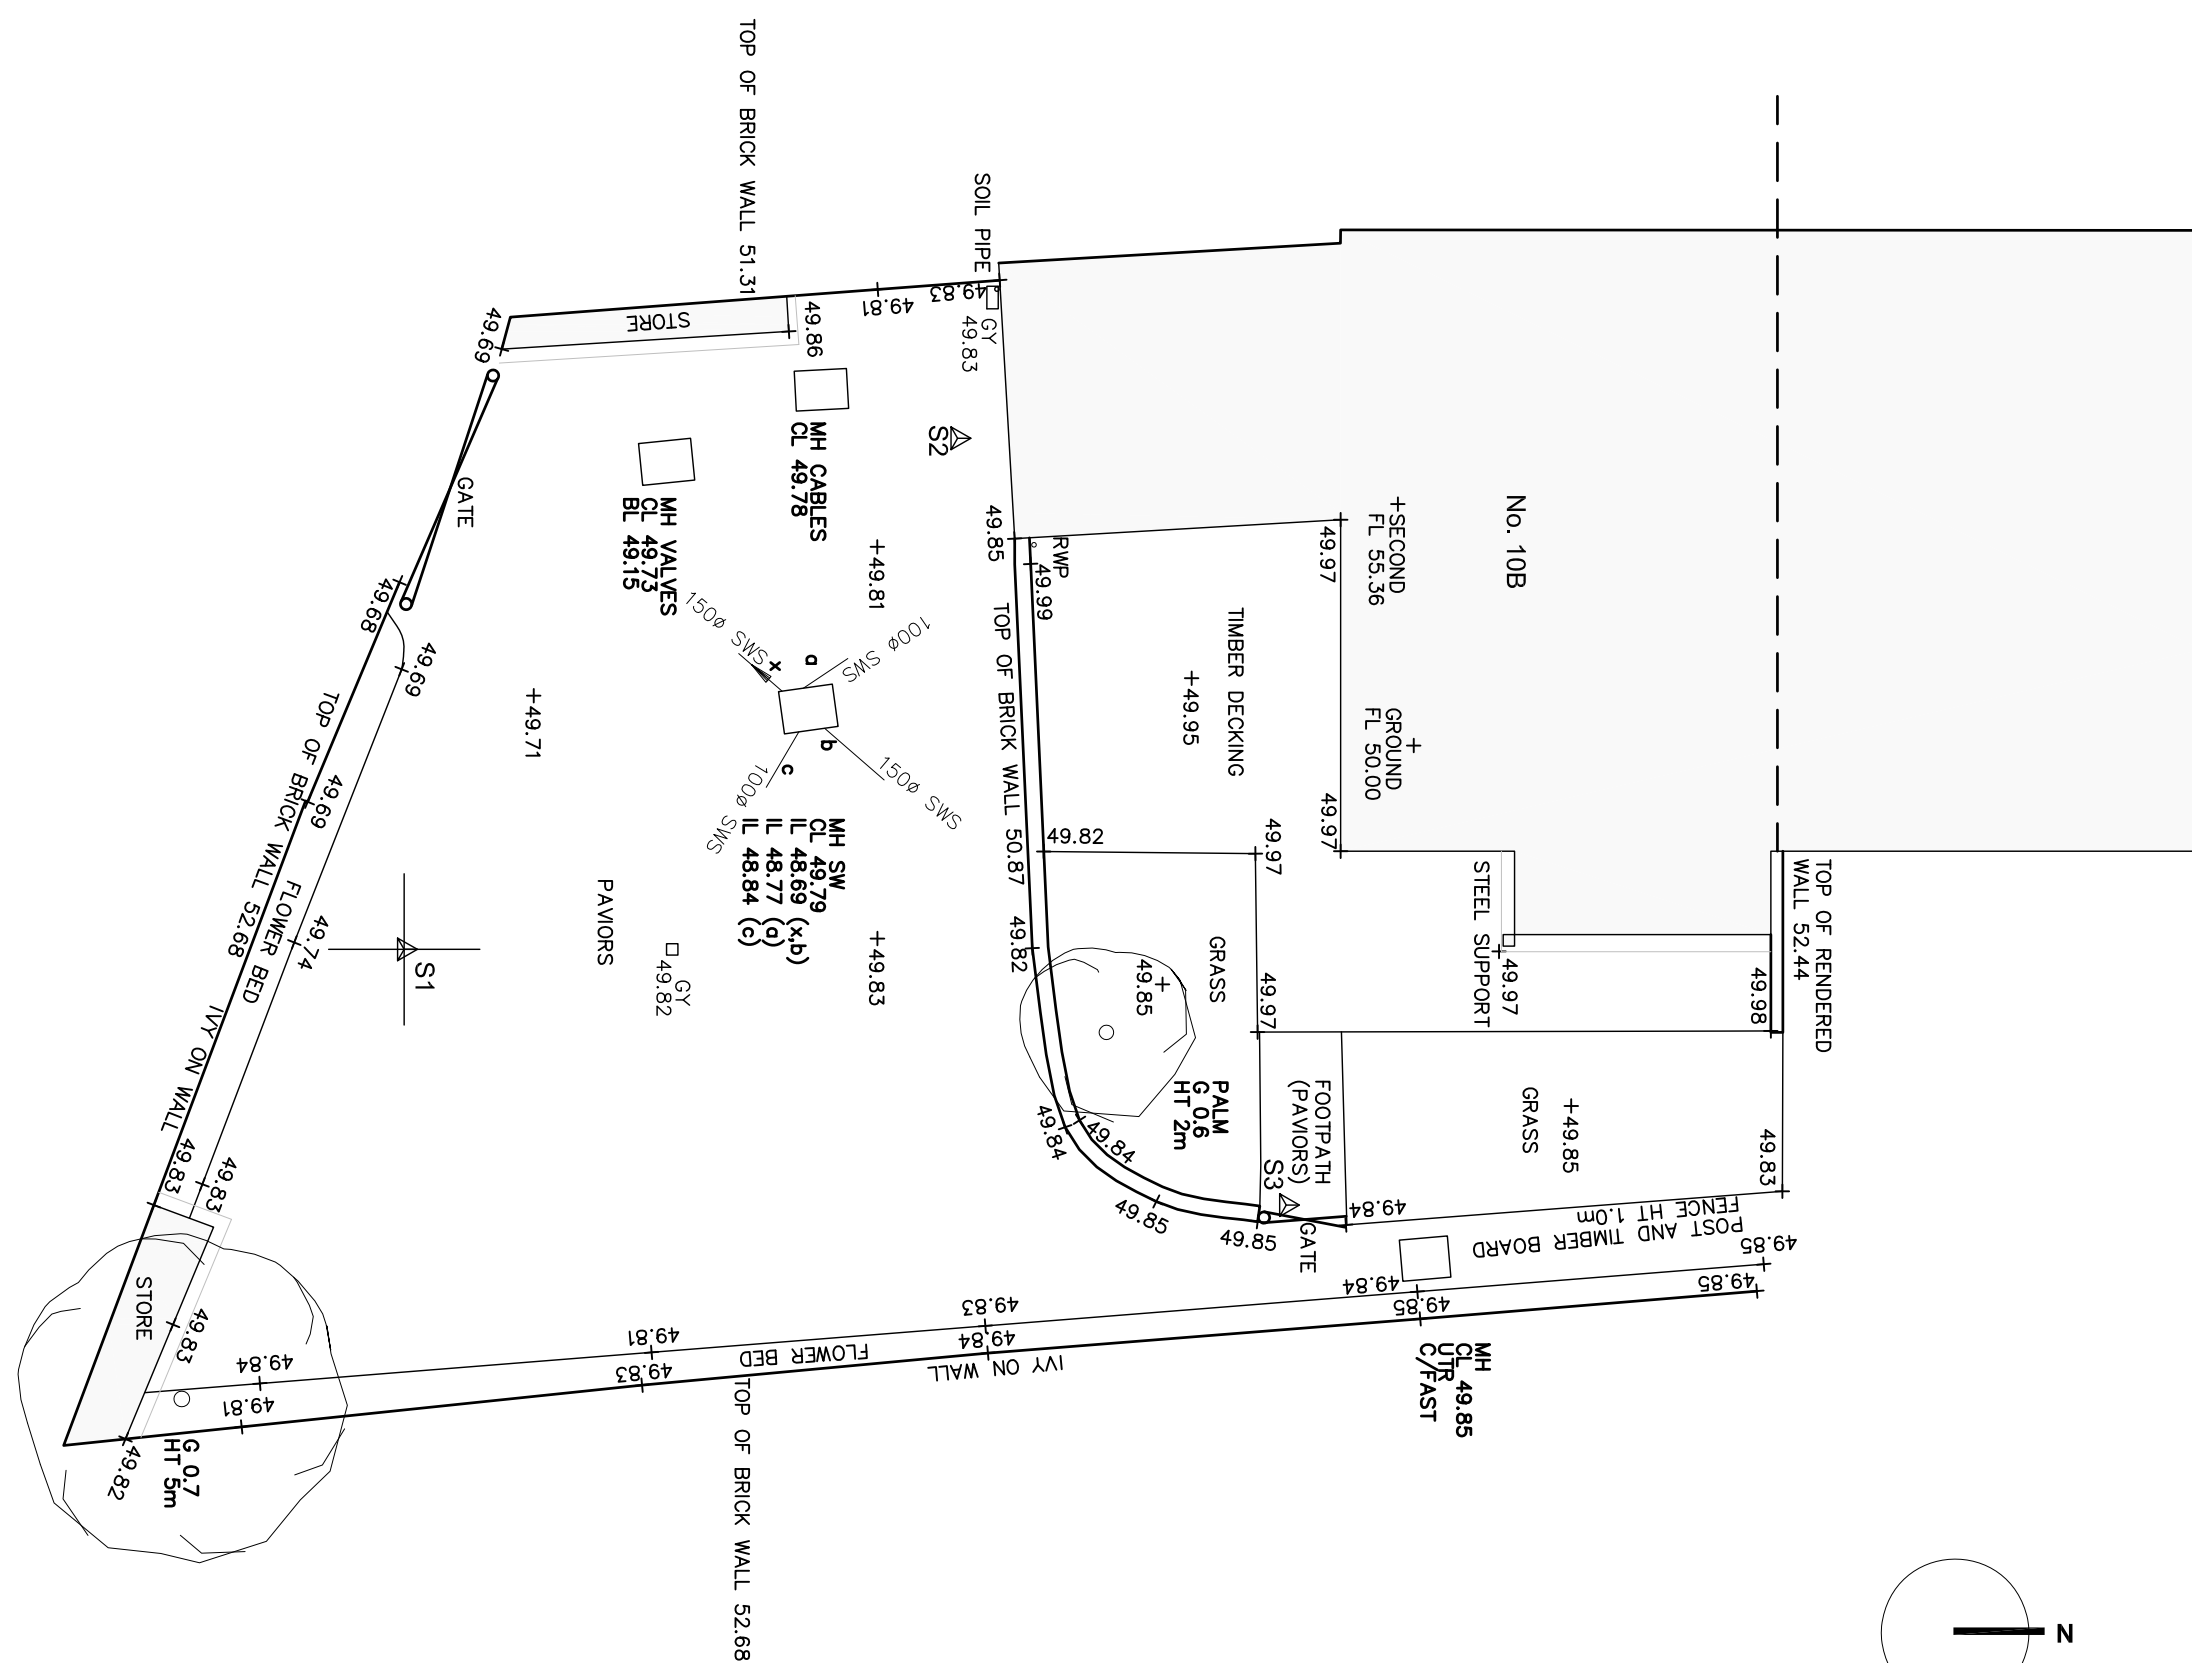 TOP OF BRICK WALL 51.31
SOIL PIPE
49.69
STORE
49.86
49.81
49.83
GY
49.83
GATE
MH CABLES
CL 49.78
MH VALVES
CL 49.73
BL 49.15
S2
49.85
RWP
49.99
49.97
+SECOND
FL 55.36
No. 10B
49.68
49.69
+49.81
150ø SWS
100ø SWS
x
a
b
c
150ø SWS
100ø SWS
+49.71
TOP OF BRICK WALL 50.87
TIMBER DECKING
+49.95
GROUND
FL 50.00
49.97
49.82
49.97
MH SW
CL 49.79
IL 48.69 (x,b)
IL 48.77 (a)
IL 48.84 (c)
TOP OF BRICK WALL 52.68
49.69
FLOWER BED
49.74
S1
PAVIORS
GY
49.82
+49.83
49.82
49.85
GRASS
49.97
STEEL SUPPORT
49.97
49.98
TOP OF RENDERED
WALL 52.44
IVY ON WALL
49.83
49.83
PALM
G 0.6
HT 2m
FOOTPATH
(PAVIORS)
GRASS
+49.85
49.83
49.84
49.84
49.85
49.85
S3
GATE
49.84
POST AND TIMBER BOARD
FENCE HT 1.0m
49.85
49.85
49.84
49.85
STORE
49.83
49.84
49.81
49.82
G 0.7
HT 5m
49.81
49.83
FLOWER BED
49.83
49.84
IVY ON WALL
TOP OF BRICK WALL 52.68
MH
CL 49.85
UTR
C/FAST
N